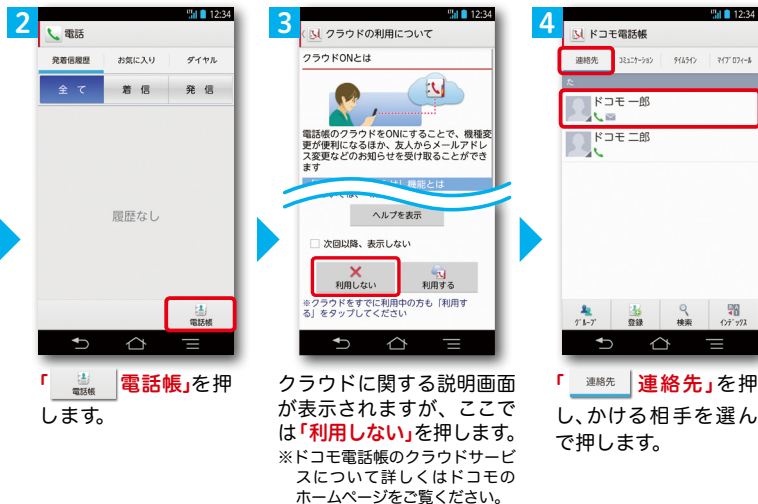 2
12:34
電話
発着信履歴 お気に入り ダイヤル
全 て 着 信 発 信
履歴なし
電話帳
「電話帳 電話帳」を押
します。
3
12:34
クラウドの利用について
クラウドONとは
電話帳のクラウドをONにすることで、機種変
更が便利になるほか、友人からメールアドレ
ス変更などのお知らせを受け取ることができ
ます
機能とは
ヘルプを表示
次回以降、表示しない
利用しない 利用する
※クラウドをすでに利用中の方も「利用す
る」をタップしてください
クラウドに関する説明画面
が表示されますが、ここで
は「利用しない」を押します。
※ドコモ電話帳のクラウドサービ
スについて詳しくはドコモの
ホームページをご覧ください。
4
12:34
ドコモ電話帳
連絡先 コミュニケーション タイムライン マイプロフィール
た
ドコモ 一郎
ドコモ 二郎
グループ 登録 検索 インデックス
「連絡先 連絡先」を押
し、かける相手を選ん
で押します。